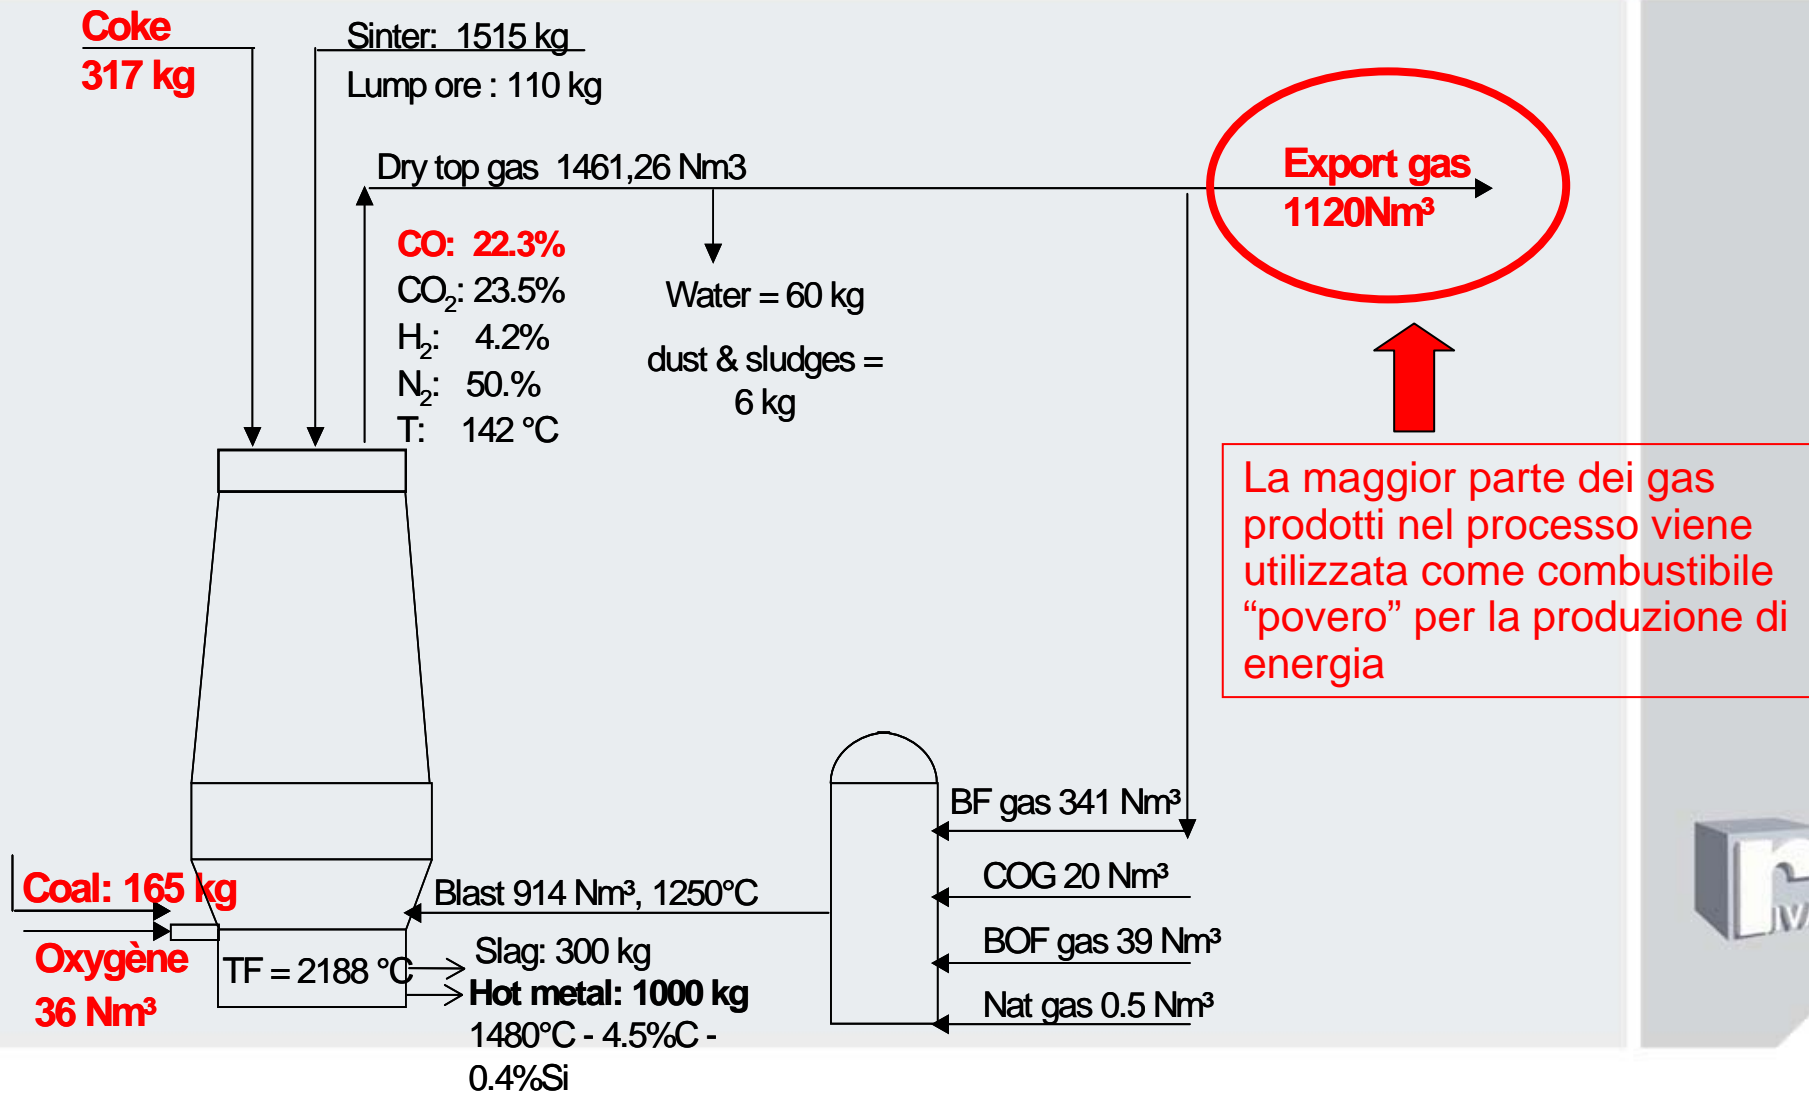 Coke
317 kg
Sinter: 1515 kg
Lump ore : 110 kg
Dry top gas 1461,26 Nm3
Export gas
1120Nm³
CO: 22.3%
CO₂: 23.5%
H₂: 4.2%
N₂: 50.%
T: 142 °C
Water = 60 kg
dust & sludges =
6 kg
La maggior parte dei gas
prodotti nel processo viene
utilizzata come combustibile
“povero” per la produzione di
energia
BF gas 341 Nm³
COG 20 Nm³
BOF gas 39 Nm³
Nat gas 0.5 Nm³
Coal: 165 kg
Blast 914 Nm³, 1250°C
Oxygène
36 Nm³
TF = 2188 °C
Slag: 300 kg
Hot metal: 1000 kg
1480°C - 4.5%C -
0.4%Si